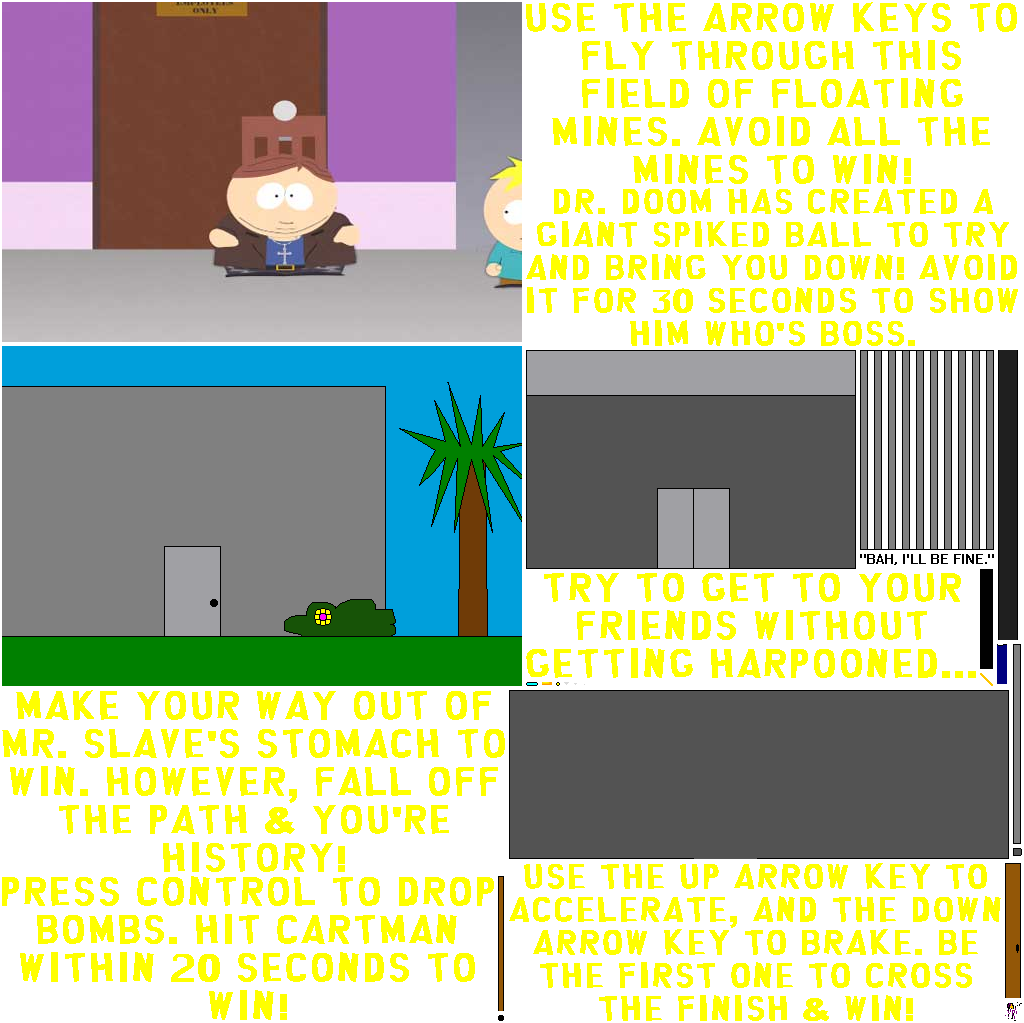 EMPLOYEES
ONLY
USE THE ARROW KEYS TO
FLY THROUGH THIS
FIELD OF FLOATING
MINES. AVOID ALL THE
MINES TO WIN!
DR. DOOM HAS CREATED A
GIANT SPIKED BALL TO TRY
AND BRING YOU DOWN! AVOID
IT FOR 30 SECONDS TO SHOW
HIM WHO'S BOSS.
"BAH, I'LL BE FINE."
TRY TO GET TO YOUR
FRIENDS WITHOUT
GETTING HARPOONED...
MAKE YOUR WAY OUT OF
MR. SLAVE'S STOMACH TO
WIN. HOWEVER, FALL OFF
THE PATH & YOU'RE
HISTORY!
PRESS CONTROL TO DROP
BOMBS. HIT CARTMAN
WITHIN 20 SECONDS TO
WIN!
USE THE UP ARROW KEY TO
ACCELERATE, AND THE DOWN
ARROW KEY TO BRAKE. BE
THE FIRST ONE TO CROSS
THE FINISH & WIN!